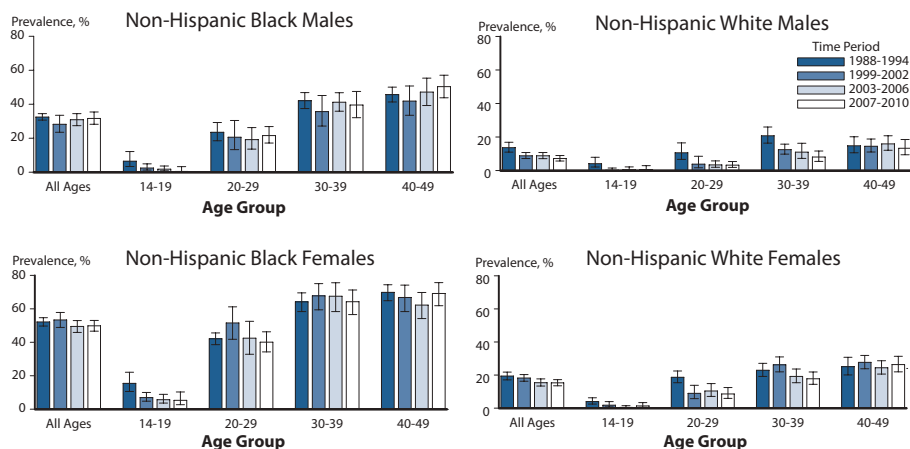 Non-Hispanic Black Males
Prevalence, %
80
60
40
20
0
All Ages 14-19 20-29 30-39 40-49
Age Group
Non-Hispanic White Males
Prevalence, %
80
60
40
20
0
Time Period
1988-1994
1999-2002
2003-2006
2007-2010
All Ages 14-19 20-29 30-39 40-49
Age Group
Non-Hispanic Black Females
Prevalence, %
80
60
40
20
0
All Ages 14-19 20-29 30-39 40-49
Age Group
Non-Hispanic White Females
Prevalence, %
80
60
40
20
0
All Ages 14-19 20-29 30-39 40-49
Age Group